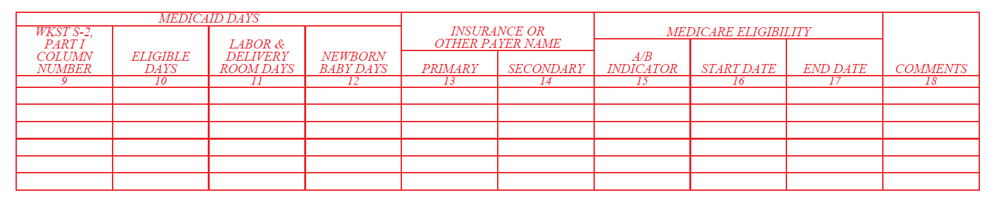 MEDICAID DAYS
WKST S-2,
PART I
COLUMN
NUMBER
ELIGIBLE
DAYS
LABOR &
DELIVERY
ROOM DAYS
NEWBORN
BABY DAYS
INSURANCE OR
OTHER PAYER NAME
PRIMARY
SECONDARY
MEDICARE ELIGIBILITY
A/B
INDICATOR
START DATE
END DATE
COMMENTS
9 10 11 12 13 14 15 16 17 18